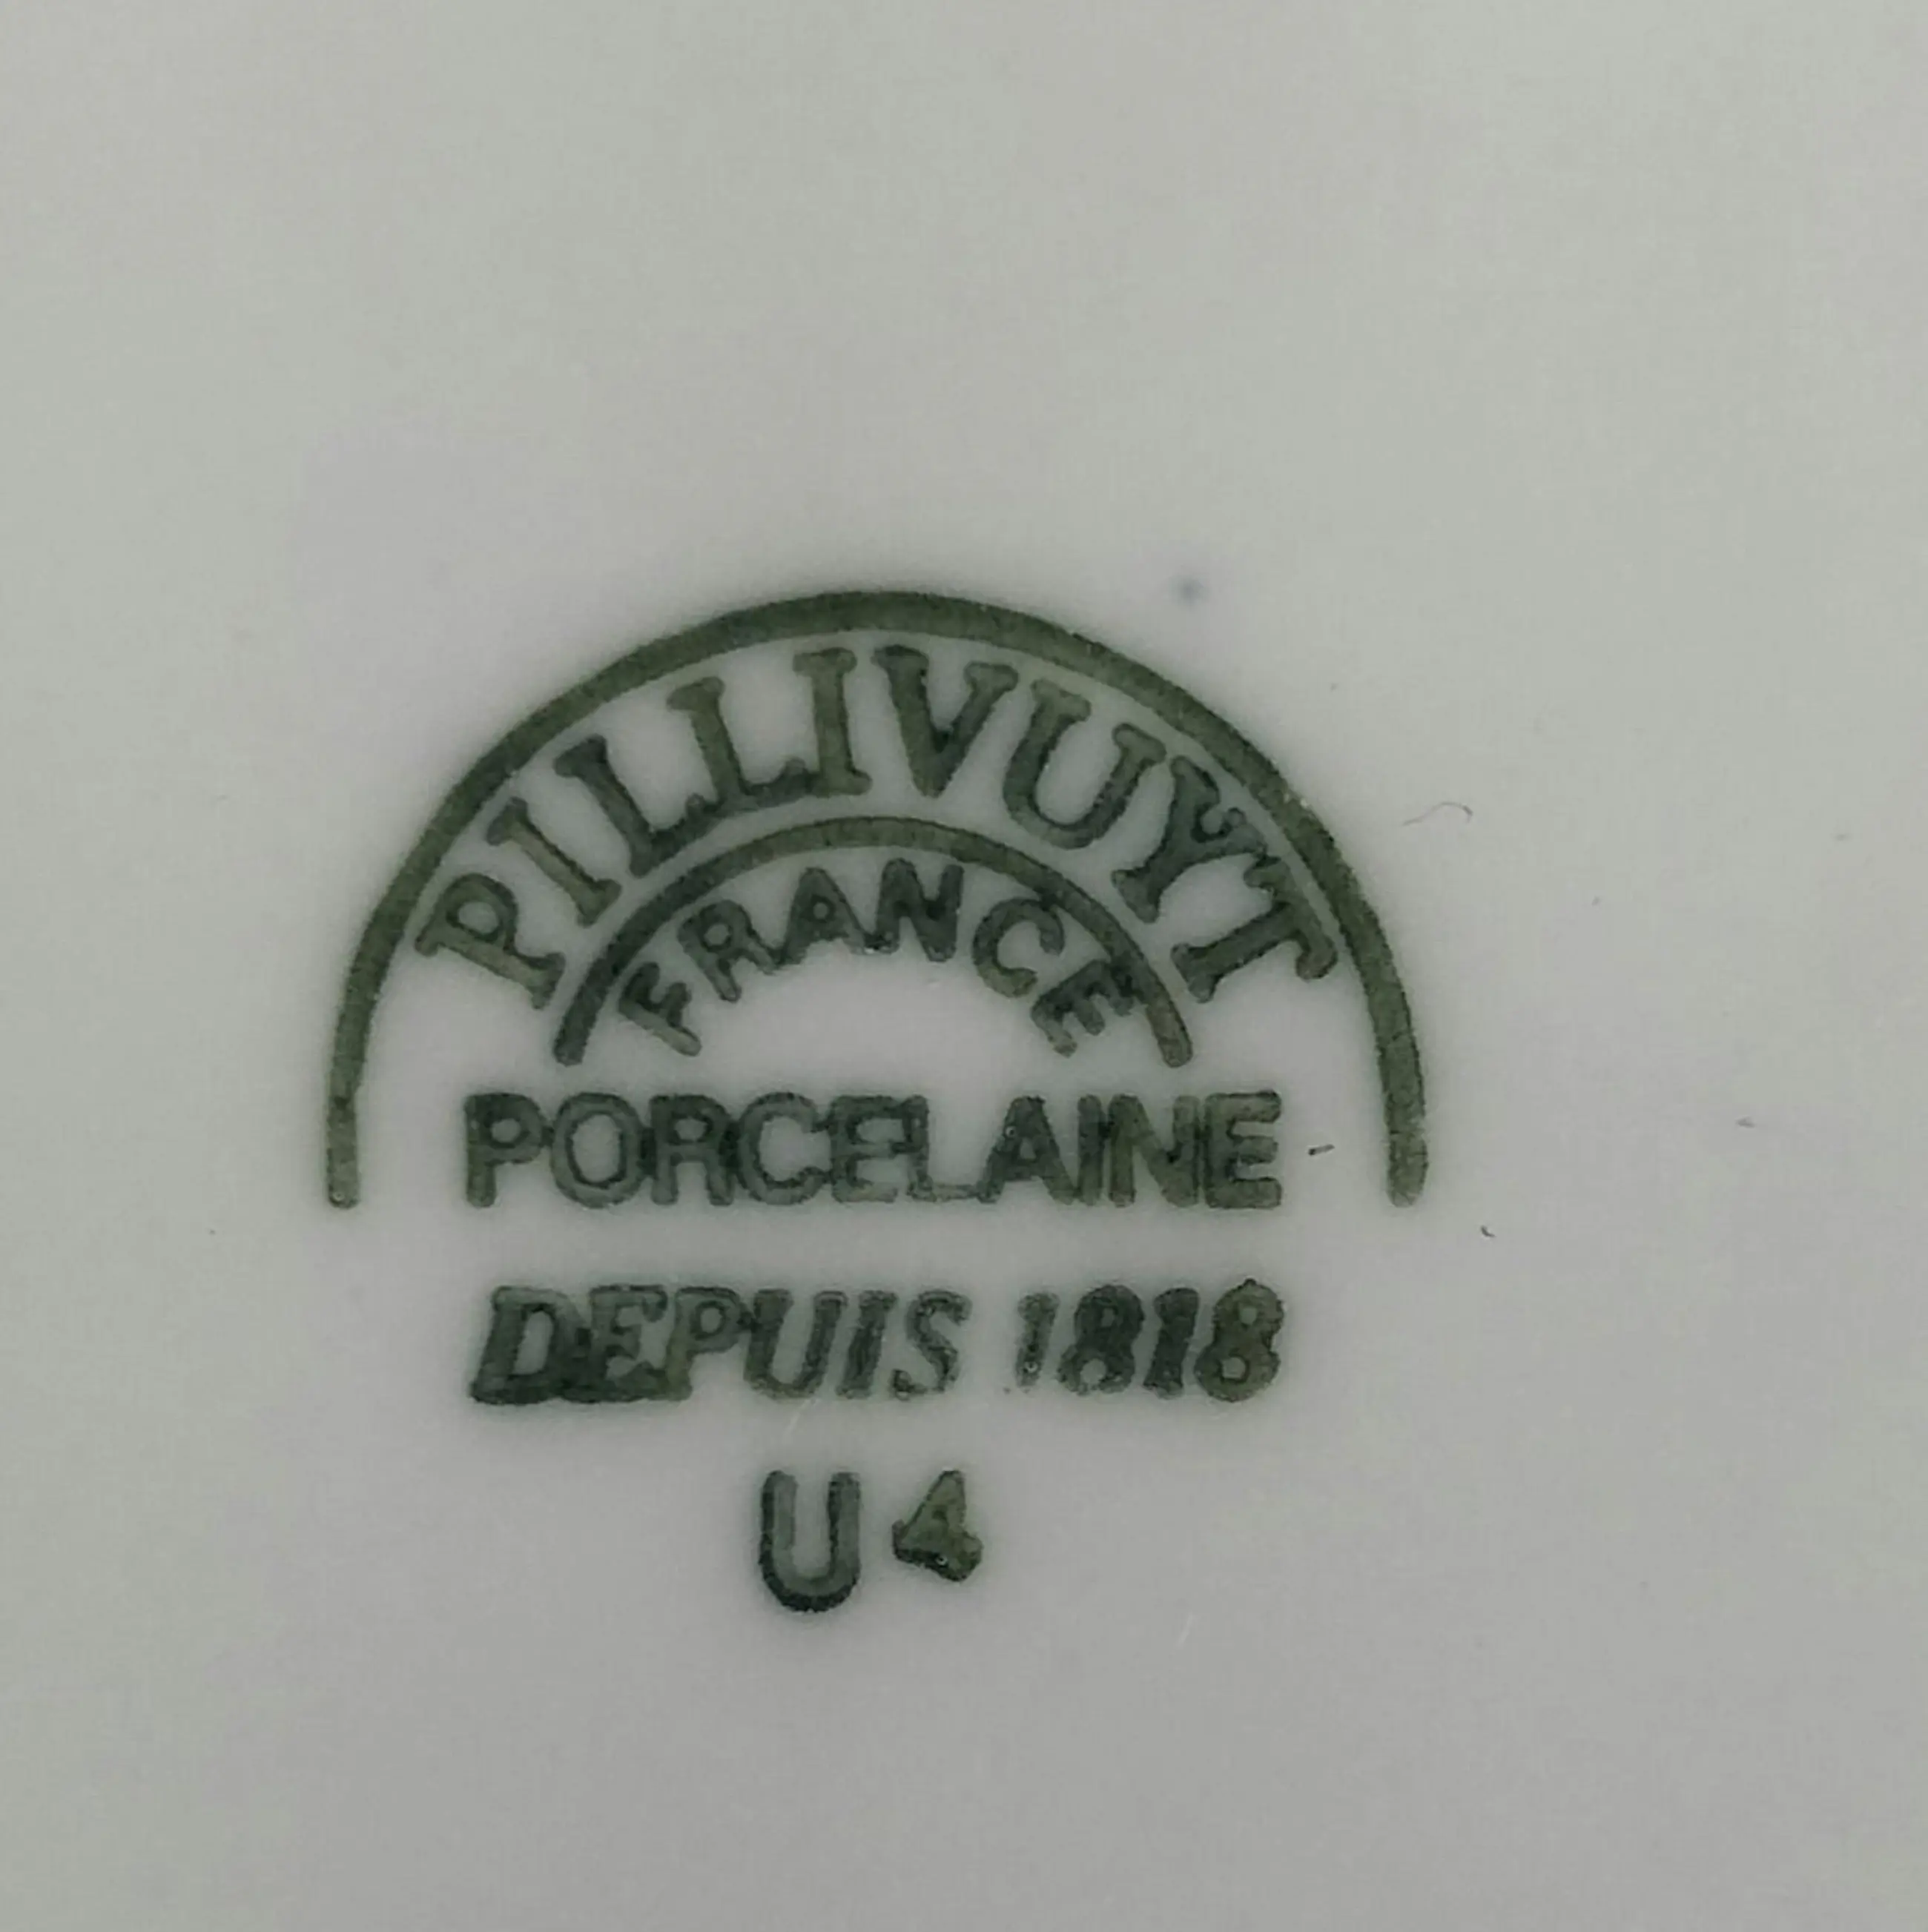 PILLIVUYT
FRANCE
PORCELAINE
DEPUIS 1818
U 4